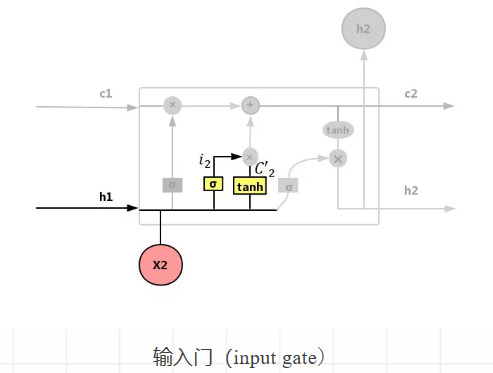 h2
c1
×
+
c2
tanh
i₂
×
C′₂
×
h1
σ
σ
tanh
σ
h2
X2
输入门（input gate）